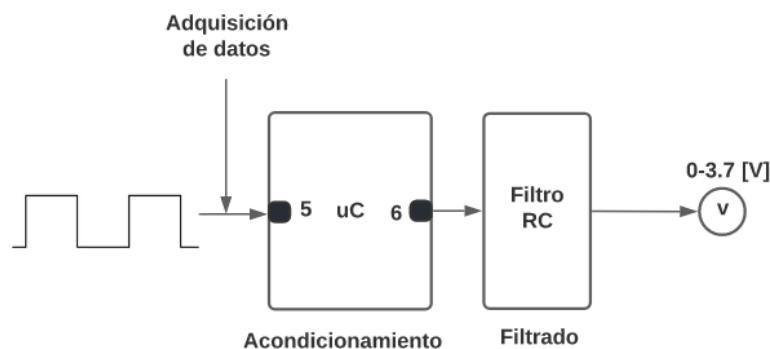 Adquisición
de datos
0-3.7 [V]
5 uC 6
Filtro
RC
v
Acondicionamiento
Filtrado